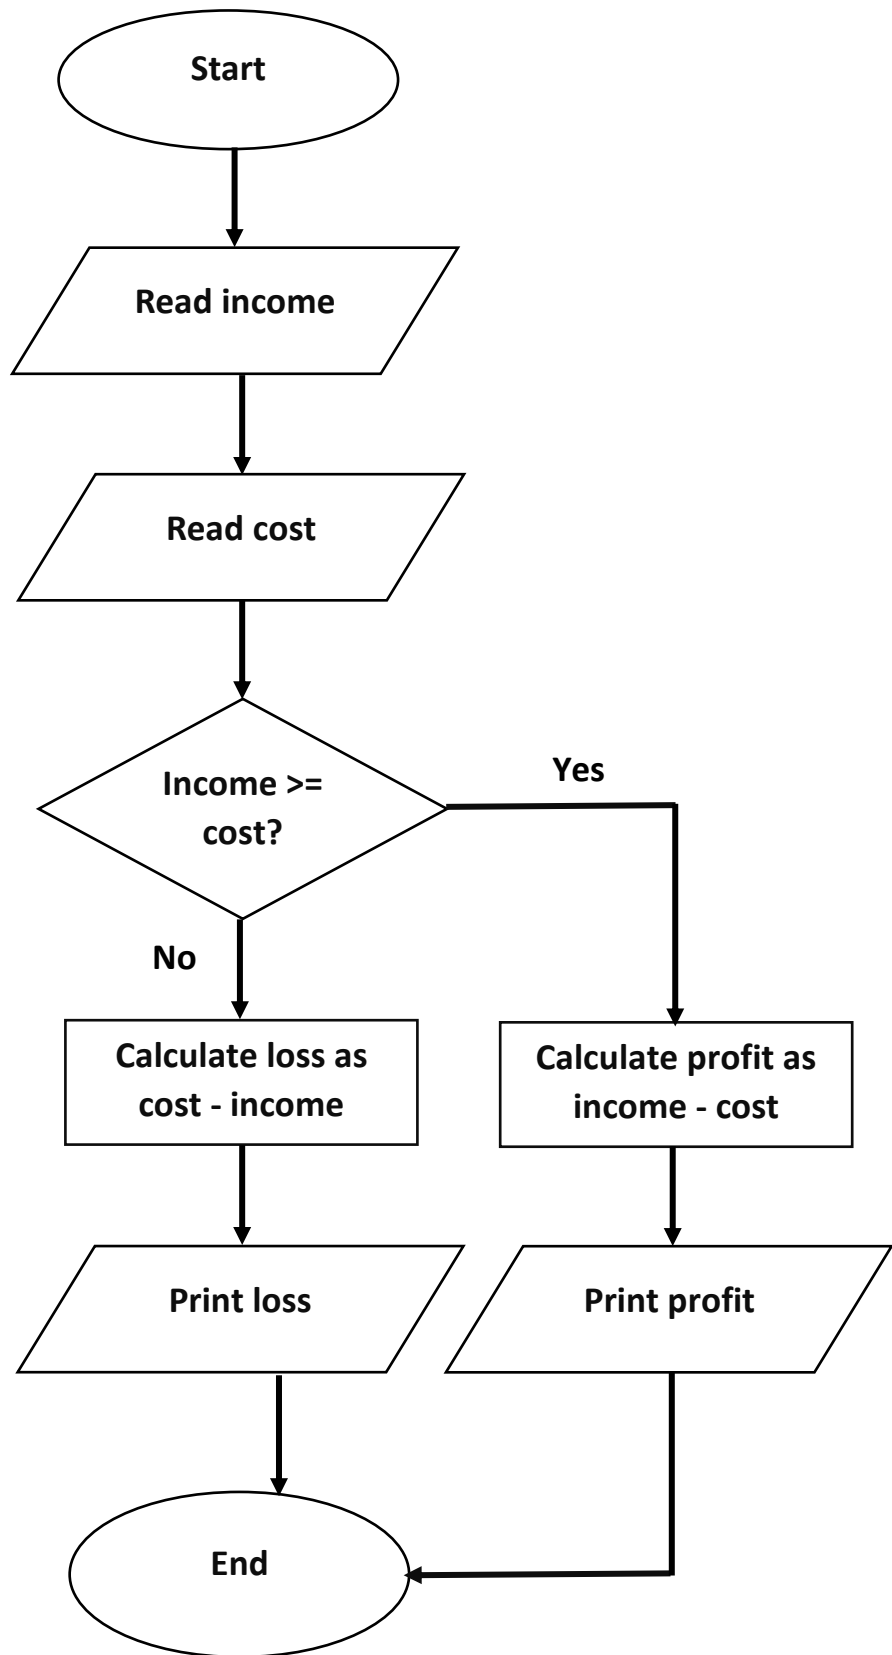 Start
Read income
Read cost
Income >=
cost?
Yes
No
Calculate loss as
cost - income
Calculate profit as
income - cost
Print loss
Print profit
End